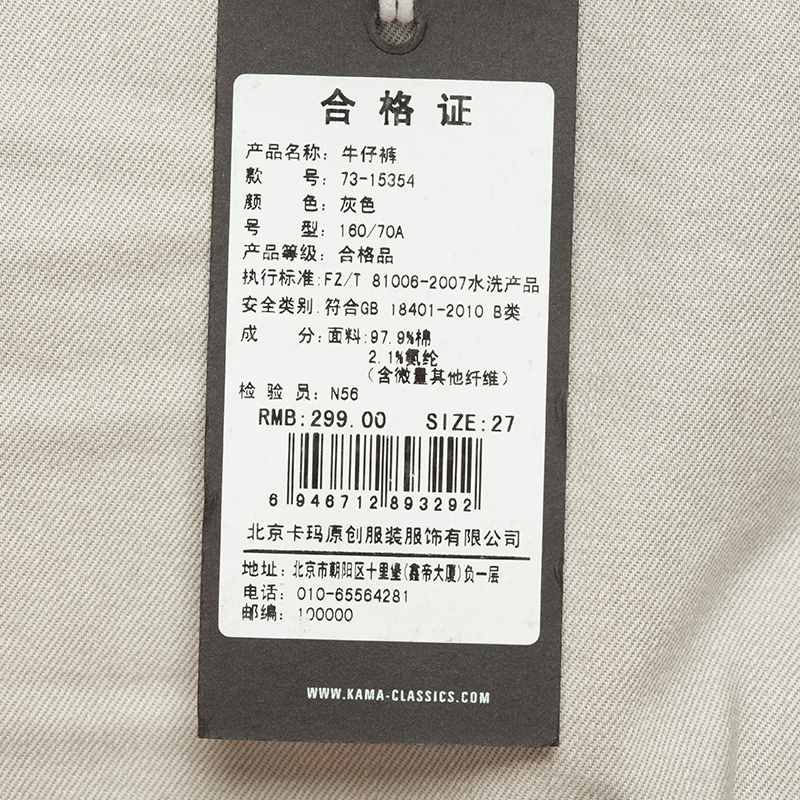 合格证
产品名称: 牛仔裤
款 号: 73-15354
颜 色: 灰色
号 型: 160/70A
产品等级: 合格品
执行标准:FZ/T 81006-2007水洗产品
安全类别:符合GB 18401-2010 B类
成 分:面料:97.9%棉
2.1%氨纶
(含微量其他纤维)
检 验 员: N56
RMB:299.00 SIZE:27
6 946712 893292
北京卡玛原创服装服饰有限公司
地址: 北京市朝阳区十里堡(鑫帝大厦)负一层
电话: 010-65564281
邮编: 100000
WWW.KAMA-CLASSICS.COM